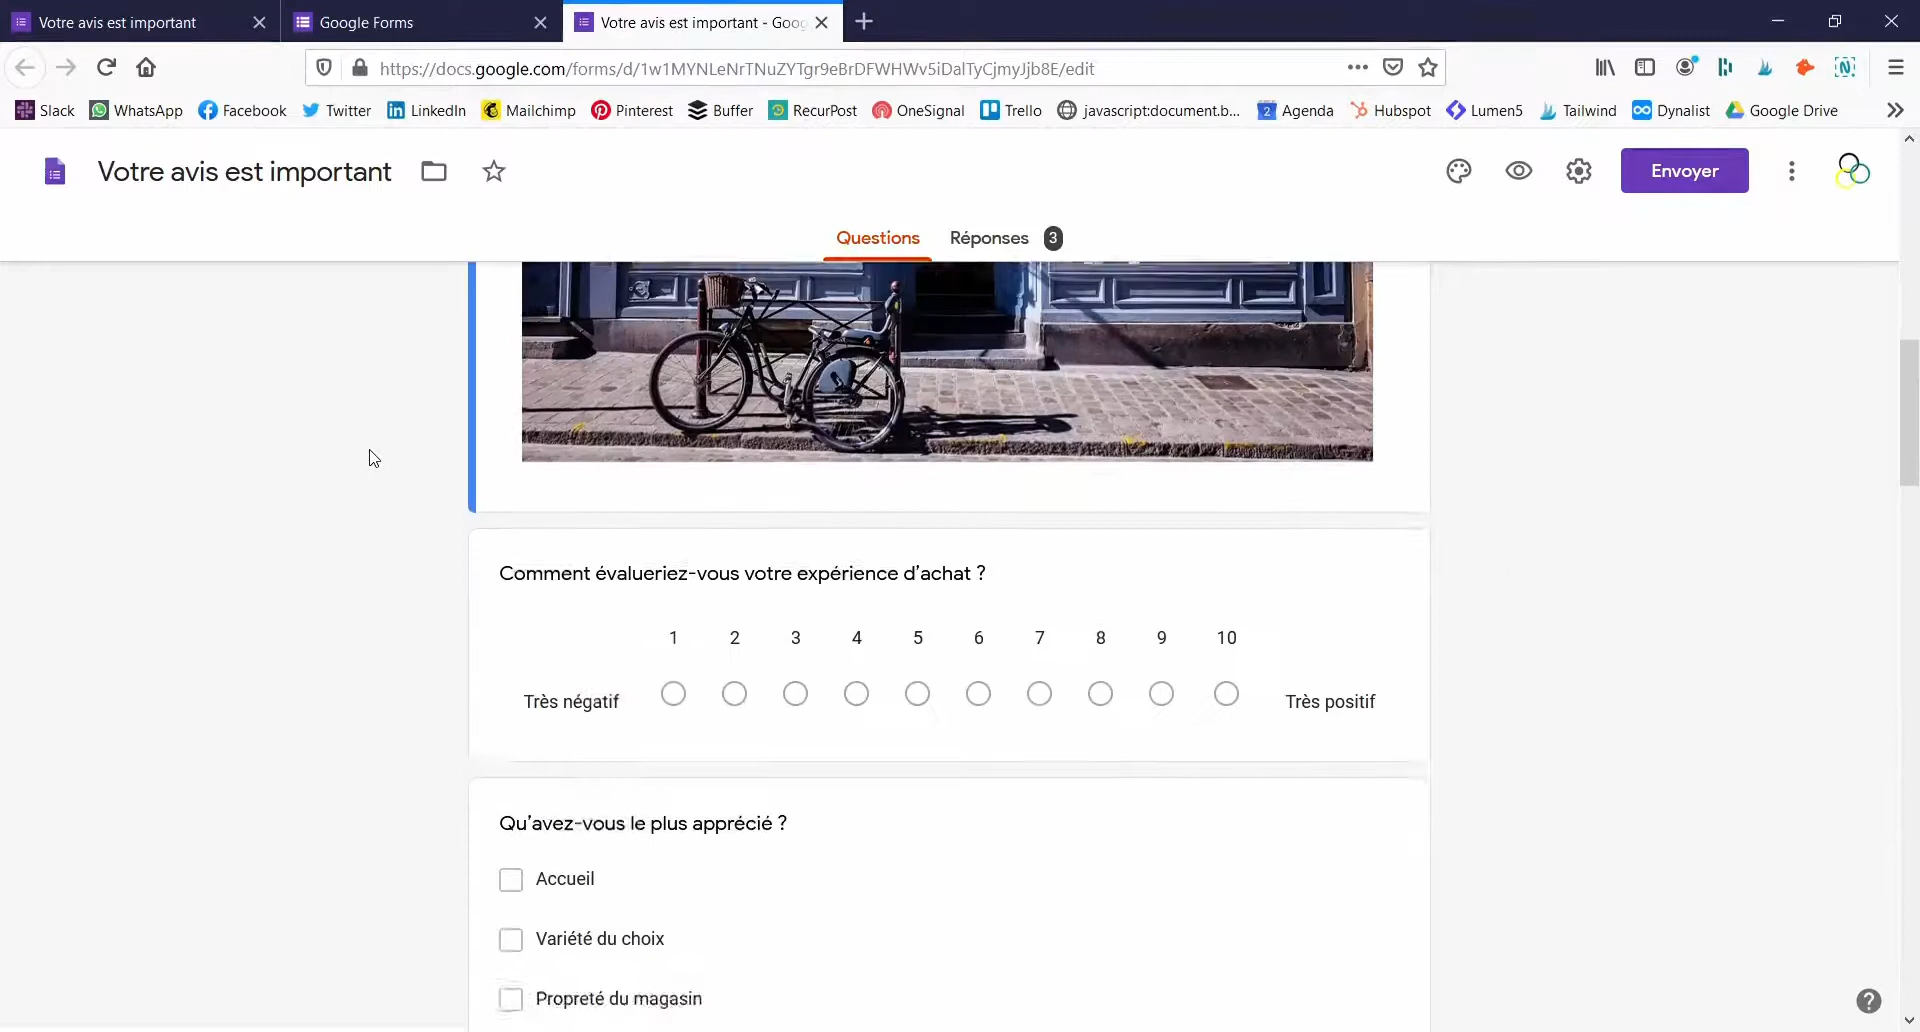 Votre avis est important
Google Forms
Votre avis est important - Goog
https://docs.google.com/forms/d/1w1MYNLeNrTNuZYTgr9eBrDFWHWv5iDalTyCjmyJjb8E/edit
Slack
WhatsApp
Facebook
Twitter
LinkedIn
Mailchimp
Pinterest
Buffer
RecurPost
OneSignal
Trello
javascript:document.b...
2
Agenda
Hubspot
Lumen5
Tailwind
Dynalist
Google Drive
Votre avis est important
Envoyer
Questions
Réponses
3
Comment évalueriez-vous votre expérience d’achat ?
1 2 3 4 5 6 7 8 9 10
Très négatif
Très positif
Qu’avez-vous le plus apprécié ?
Accueil
Variété du choix
Propreté du magasin